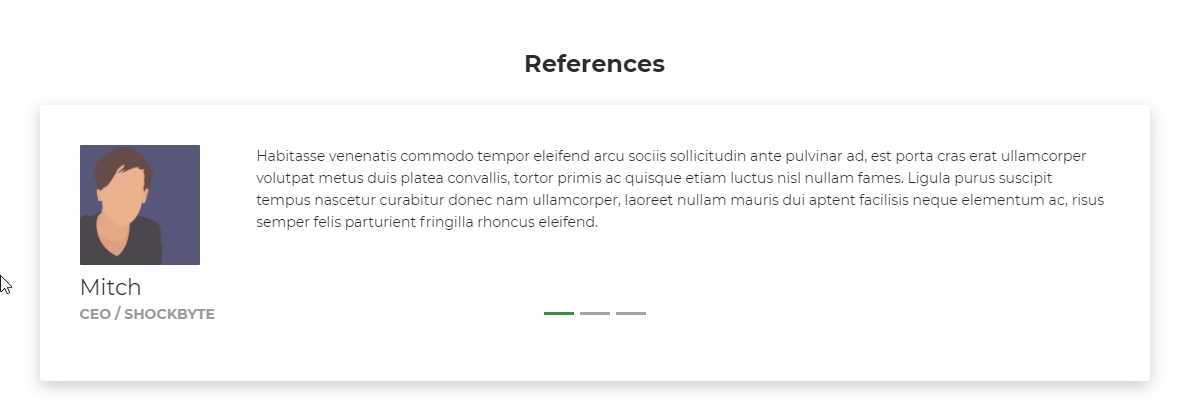 References
Habitasse venenatis commodo tempor eleifend arcu sociis sollicitudin ante pulvinar ad, est porta cras erat ullamcorper
volutpat metus duis platea convallis, tortor primis ac quisque etiam luctus nisl nullam fames. Ligula purus suscipit
tempus nascetur curabitur donec nam ullamcorper, laoreet nullam mauris dui aptent facilisis neque elementum ac, risus
semper felis parturient fringilla rhoncus eleifend.
Mitch
CEO / SHOCKBYTE